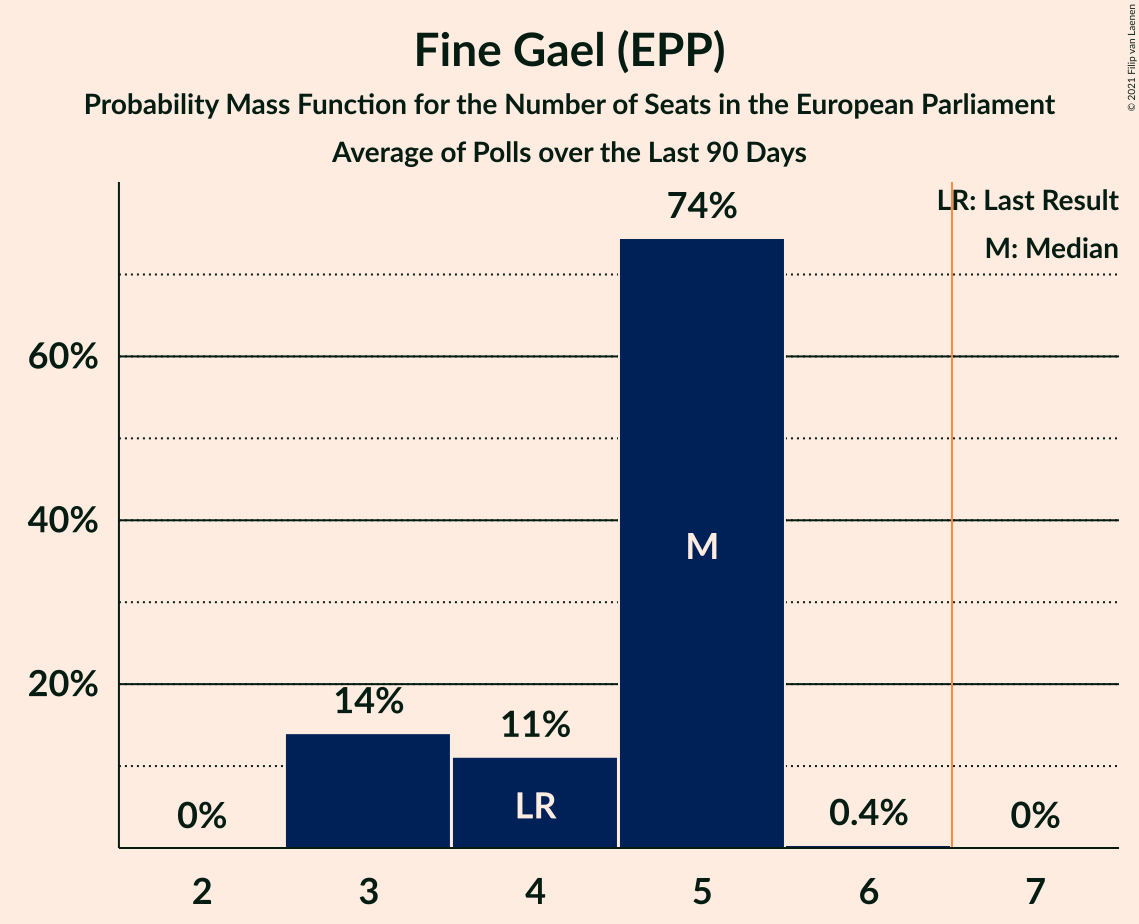 Fine Gael (EPP)
Probability Mass Function for the Number of Seats in the European Parliament
Average of Polls over the Last 90 Days
© 2021 Filip van Laenen
LR: Last Result
M: Median
74%
60%
40%
20%
M
14%
11%
LR
0%
0.4%
0%
2 3 4 5 6 7